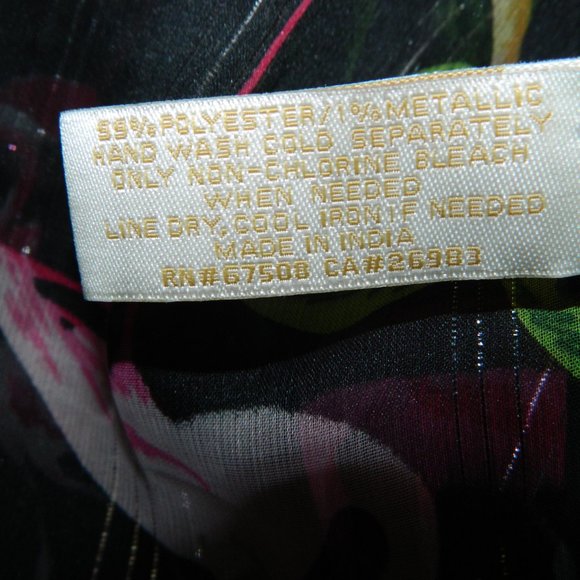 99% POLYESTER/1% METALLIC
HAND WASH COLD SEPARATELY
ONLY NON-CHLORINE BLEACH
WHEN NEEDED
LINE DRY, COOL IRON IF NEEDED
MADE IN INDIA
RN#67508 CA#26983